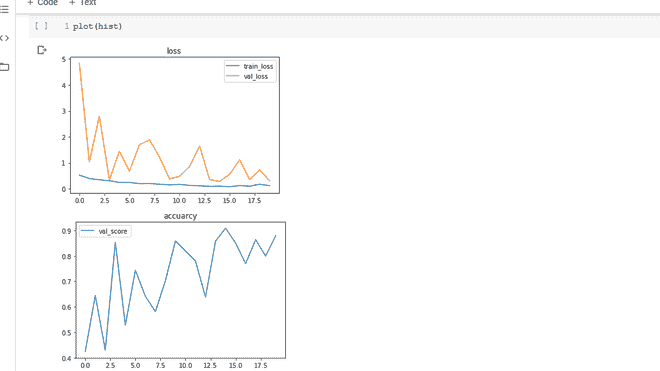 + Code + Text
[ ] 1 plot(hist)
loss
train_loss
val_loss
5
4
3
2
1
0
0.0 2.5 5.0 7.5 10.0 12.5 15.0 17.5
accuarcy
val_score
0.9
0.8
0.7
0.6
0.5
0.4
0.0 2.5 5.0 7.5 10.0 12.5 15.0 17.5